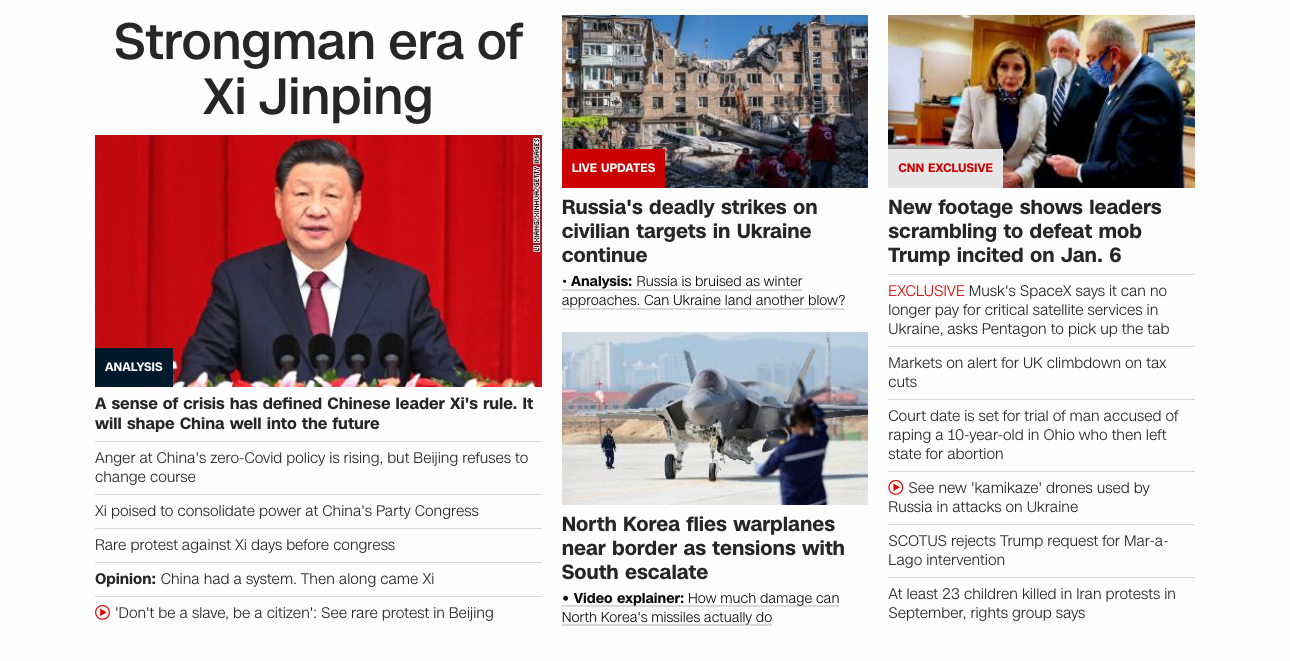 Strongman era of
Xi Jinping
LI XIANG/XINHUA/GETTY IMAGES
ANALYSIS
A sense of crisis has defined Chinese leader Xi's rule. It
will shape China well into the future
Anger at China's zero-Covid policy is rising, but Beijing refuses to
change course
Xi poised to consolidate power at China's Party Congress
Rare protest against Xi days before congress
Opinion: China had a system. Then along came Xi
'Don't be a slave, be a citizen': See rare protest in Beijing
LIVE UPDATES
Russia's deadly strikes on
civilian targets in Ukraine
continue
• Analysis: Russia is bruised as winter
approaches. Can Ukraine land another blow?
North Korea flies warplanes
near border as tensions with
South escalate
• Video explainer: How much damage can
North Korea's missiles actually do
CNN EXCLUSIVE
New footage shows leaders
scrambling to defeat mob
Trump incited on Jan. 6
EXCLUSIVE Musk's SpaceX says it can no
longer pay for critical satellite services in
Ukraine, asks Pentagon to pick up the tab
Markets on alert for UK climbdown on tax
cuts
Court date is set for trial of man accused of
raping a 10-year-old in Ohio who then left
state for abortion
See new 'kamikaze' drones used by
Russia in attacks on Ukraine
SCOTUS rejects Trump request for Mar-a-
Lago intervention
At least 23 children killed in Iran protests in
September, rights group says